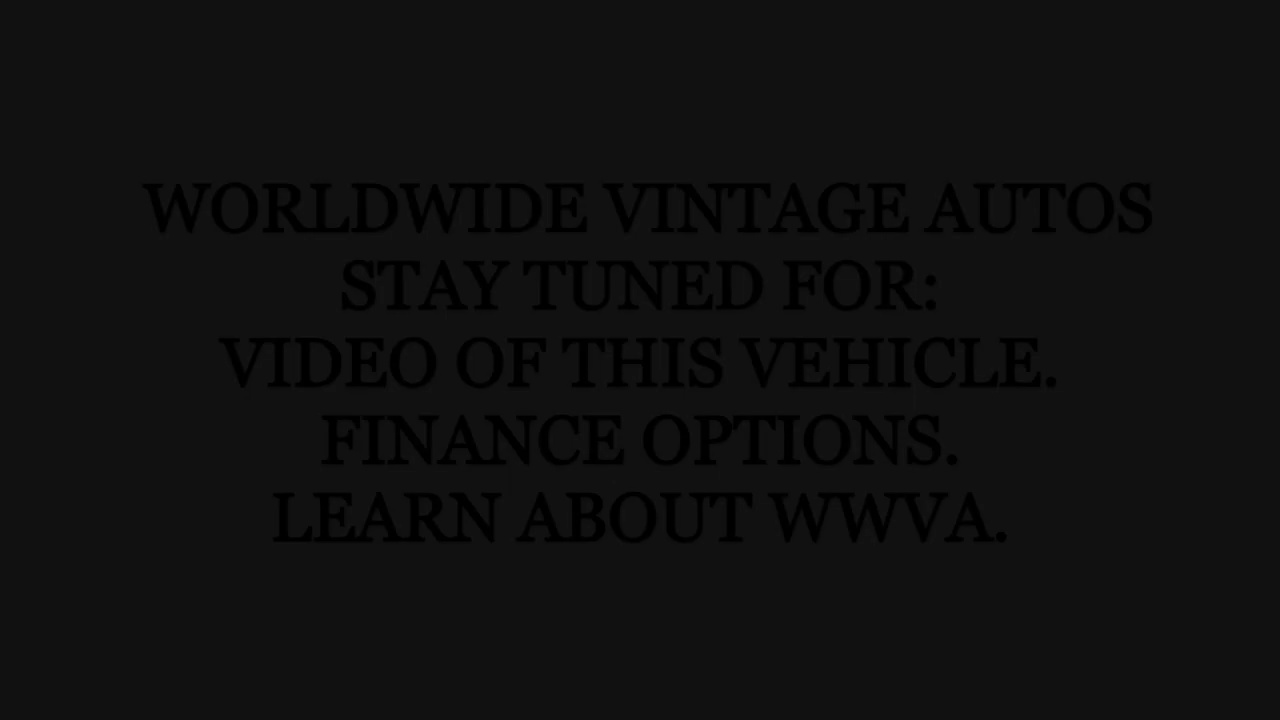 WORLDWIDE VINTAGE AUTOS
STAY TUNED FOR:
VIDEO OF THIS VEHICLE.
FINANCE OPTIONS.
LEARN ABOUT WWVA.